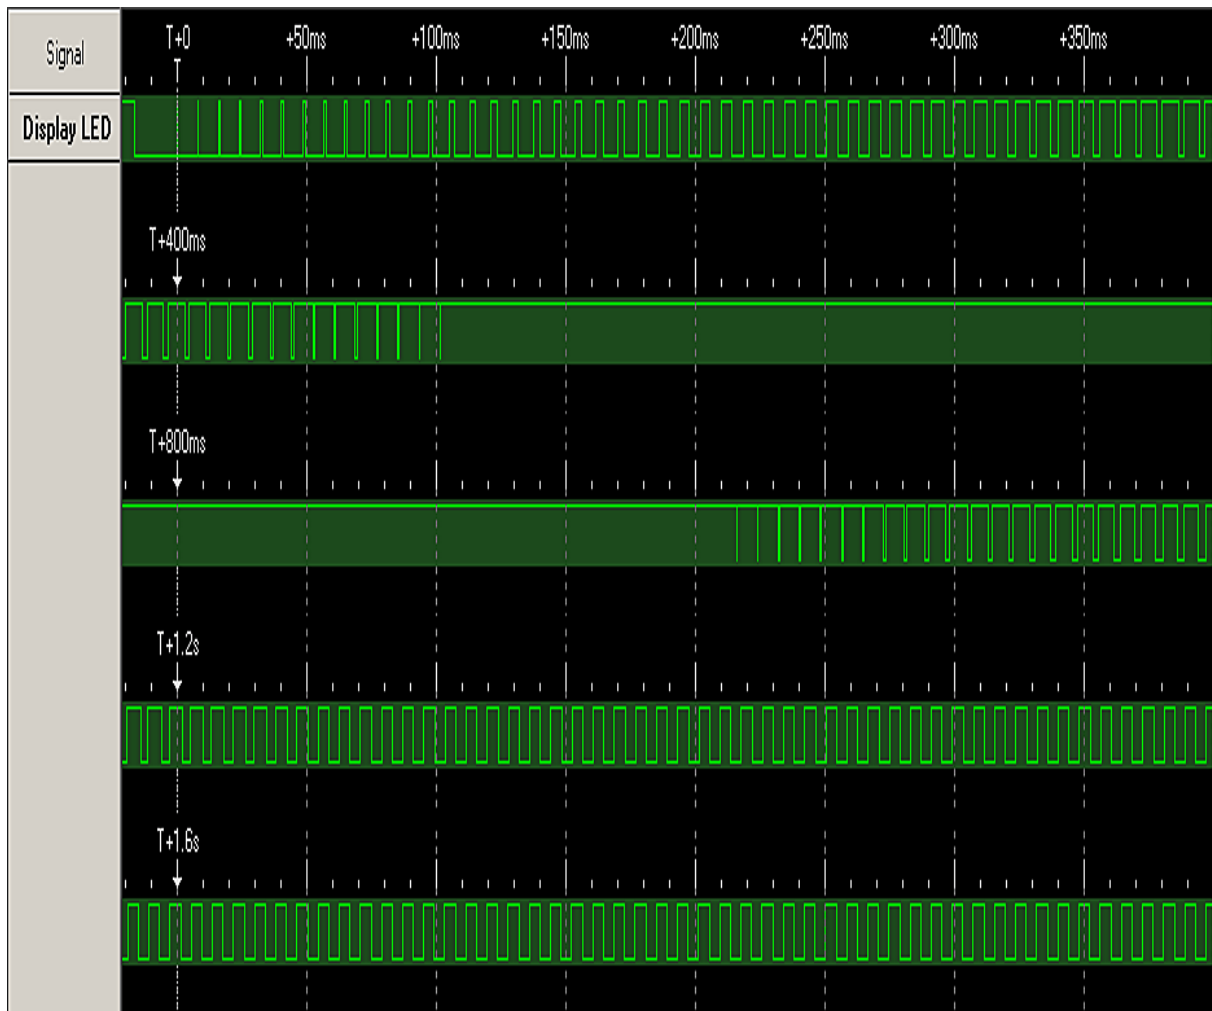 Signal T+0 +50ms +100ms +150ms +200ms +250ms +300ms +350ms
T
Display LED
T+400ms
T+800ms
T+1.2s
T+1.6s